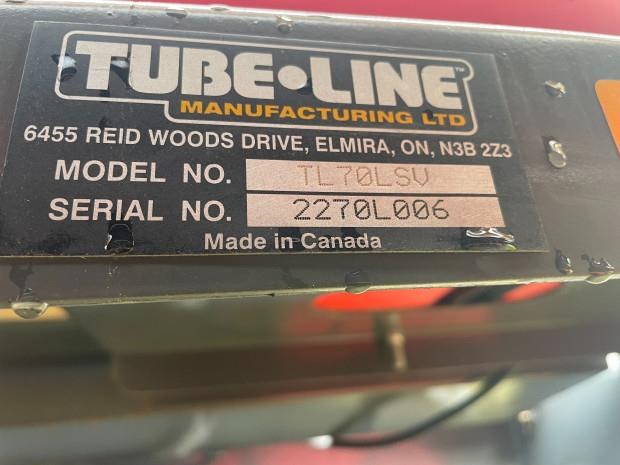 TUBE•LINE™
MANUFACTURING LTD
6455 REID WOODS DRIVE, ELMIRA, ON, N3B 2Z3
MODEL NO. TL70LSV
SERIAL NO. 2270L006
Made in Canada